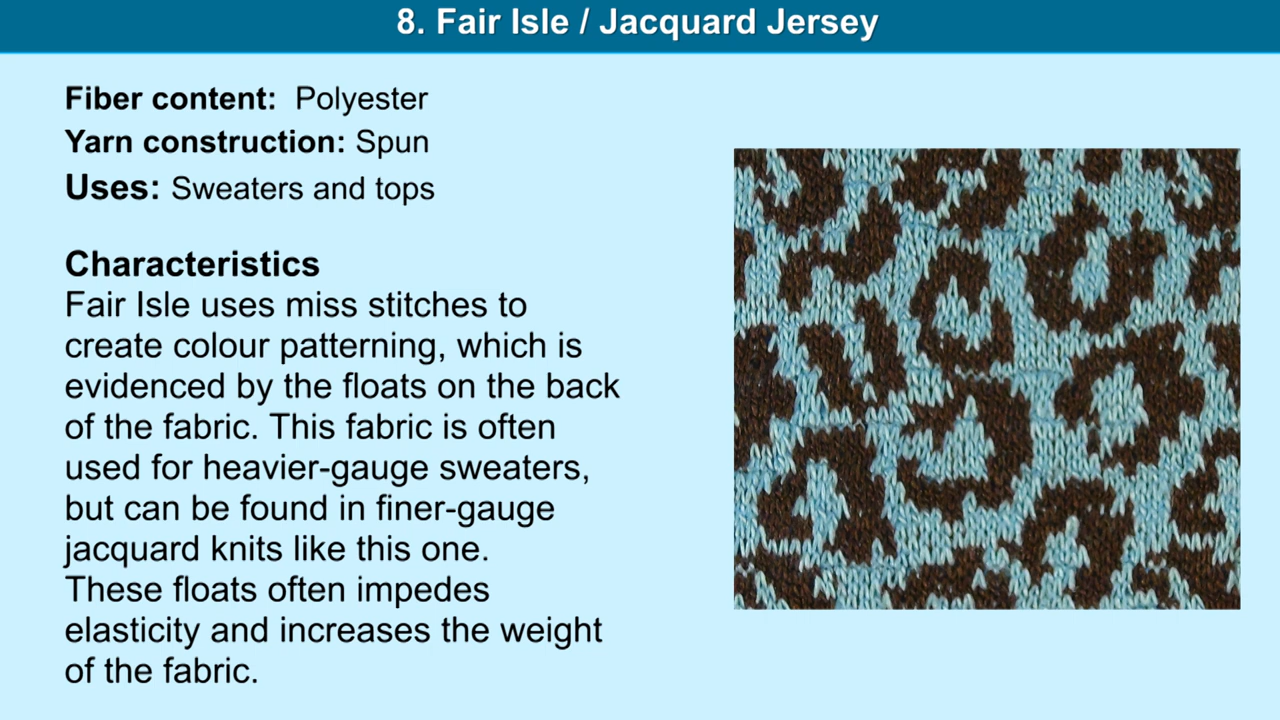 8. Fair Isle / Jacquard Jersey
Fiber content: Polyester
Yarn construction: Spun
Uses: Sweaters and tops
Characteristics
Fair Isle uses miss stitches to
create colour patterning, which is
evidenced by the floats on the back
of the fabric. This fabric is often
used for heavier-gauge sweaters,
but can be found in finer-gauge
jacquard knits like this one.
These floats often impedes
elasticity and increases the weight
of the fabric.